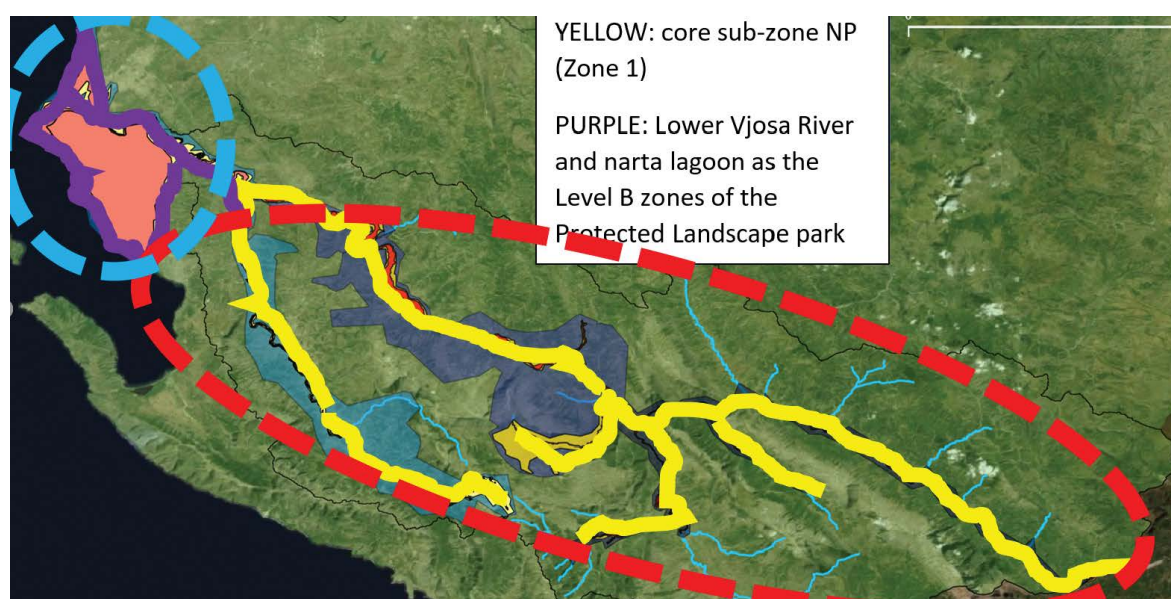 YELLOW: core sub-zone NP
(Zone 1)
PURPLE: Lower Vjosa River
and narta lagoon as the
Level B zones of the
Protected Landscape park